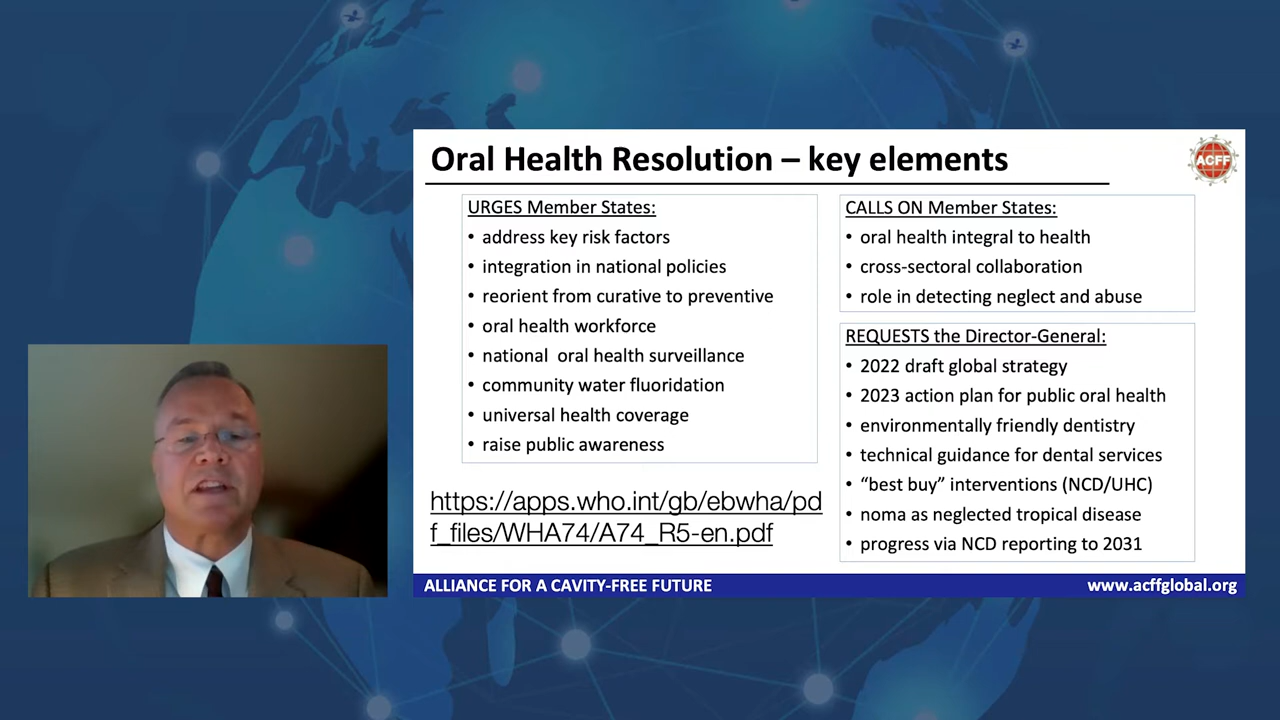 Oral Health Resolution – key elements
ACFF
URGES Member States:
• address key risk factors
• integration in national policies
• reorient from curative to preventive
• oral health workforce
• national  oral health surveillance
• community water fluoridation
• universal health coverage
• raise public awareness
https://apps.who.int/gb/ebwha/pd
f_files/WHA74/A74_R5-en.pdf
CALLS ON Member States:
• oral health integral to health
• cross-sectoral collaboration
• role in detecting neglect and abuse
REQUESTS the Director-General:
• 2022 draft global strategy
• 2023 action plan for public oral health
• environmentally friendly dentistry
• technical guidance for dental services
• “best buy” interventions (NCD/UHC)
• noma as neglected tropical disease
• progress via NCD reporting to 2031
ALLIANCE FOR A CAVITY-FREE FUTURE
www.acffglobal.org